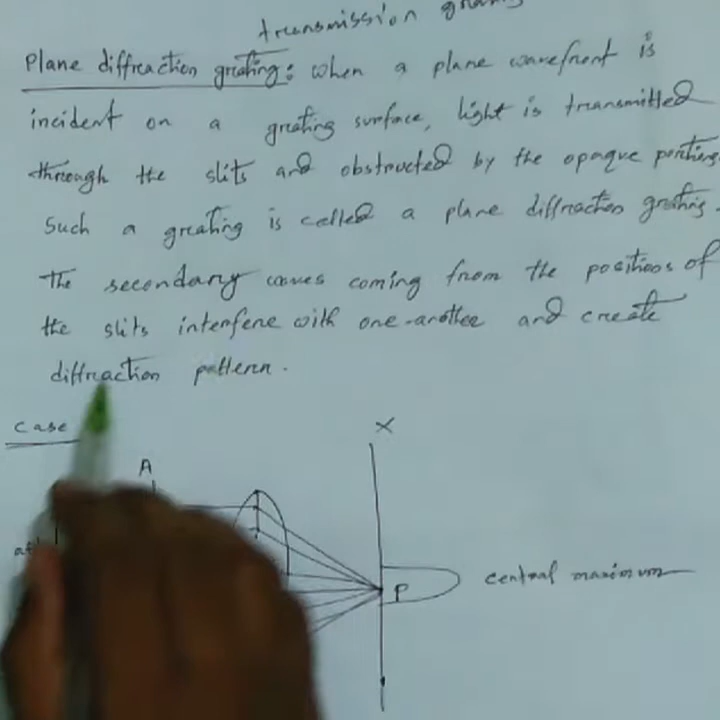 transmission
Plane diffraction grating: when a plane wavefront is
incident on a grating surface, light is transmitted
through the slits and obstructed by the opaque portions.
Such a grating is called a plane diffraction grating.
The secondary waves coming from the positions of
the slits interfere with one-another and create
diffraction pattern.
Case
X
A
P
central maximum